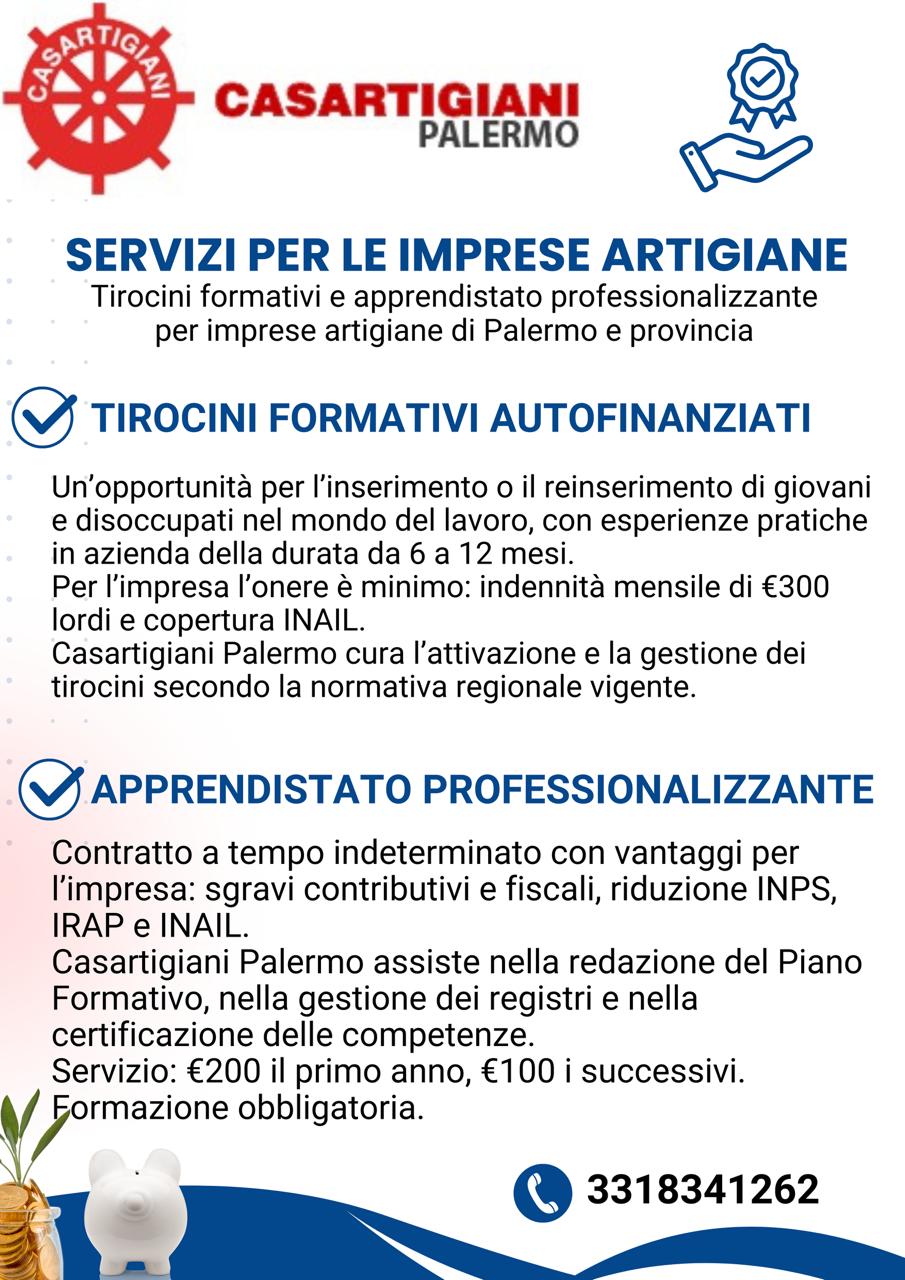 CASARTIGIANI
CASARTIGIANI
PALERMO
SERVIZI PER LE IMPRESE ARTIGIANE
Tirocini formativi e apprendistato professionalizzante
per imprese artigiane di Palermo e provincia
TIROCINI FORMATIVI AUTOFINANZIATI
Un’opportunità per l’inserimento o il reinserimento di giovani
e disoccupati nel mondo del lavoro, con esperienze pratiche
in azienda della durata da 6 a 12 mesi.
Per l’impresa l’onere è minimo: indennità mensile di €300
lordi e copertura INAIL.
Casartigiani Palermo cura l’attivazione e la gestione dei
tirocini secondo la normativa regionale vigente.
APPRENDISTATO PROFESSIONALIZZANTE
Contratto a tempo indeterminato con vantaggi per
l’impresa: sgravi contributivi e fiscali, riduzione INPS,
IRAP e INAIL.
Casartigiani Palermo assiste nella redazione del Piano
Formativo, nella gestione dei registri e nella
certificazione delle competenze.
Servizio: €200 il primo anno, €100 i successivi.
Formazione obbligatoria.
3318341262